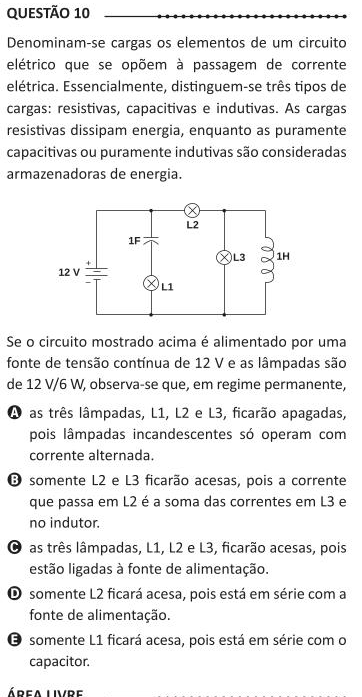 QUESTÃO 10
Denominam-se cargas os elementos de um circuito
elétrico que se opõem à passagem de corrente
elétrica. Essencialmente, distinguem-se três tipos de
cargas: resistivas, capacitivas e indutivas. As cargas
resistivas dissipam energia, enquanto as puramente
capacitivas ou puramente indutivas são consideradas
armazenadoras de energia.
L2
1F
L3 1H
+
12 V
-
L1
Se o circuito mostrado acima é alimentado por uma
fonte de tensão contínua de 12 V e as lâmpadas são
de 12 V/6 W, observa-se que, em regime permanente,
A as três lâmpadas, L1, L2 e L3, ficarão apagadas,
pois lâmpadas incandescentes só operam com
corrente alternada.
B somente L2 e L3 ficarão acesas, pois a corrente
que passa em L2 é a soma das correntes em L3 e
no indutor.
C as três lâmpadas, L1, L2 e L3, ficarão acesas, pois
estão ligadas à fonte de alimentação.
D somente L2 ficará acesa, pois está em série com a
fonte de alimentação.
E somente L1 ficará acesa, pois está em série com o
capacitor.
ÁREA LIVRE